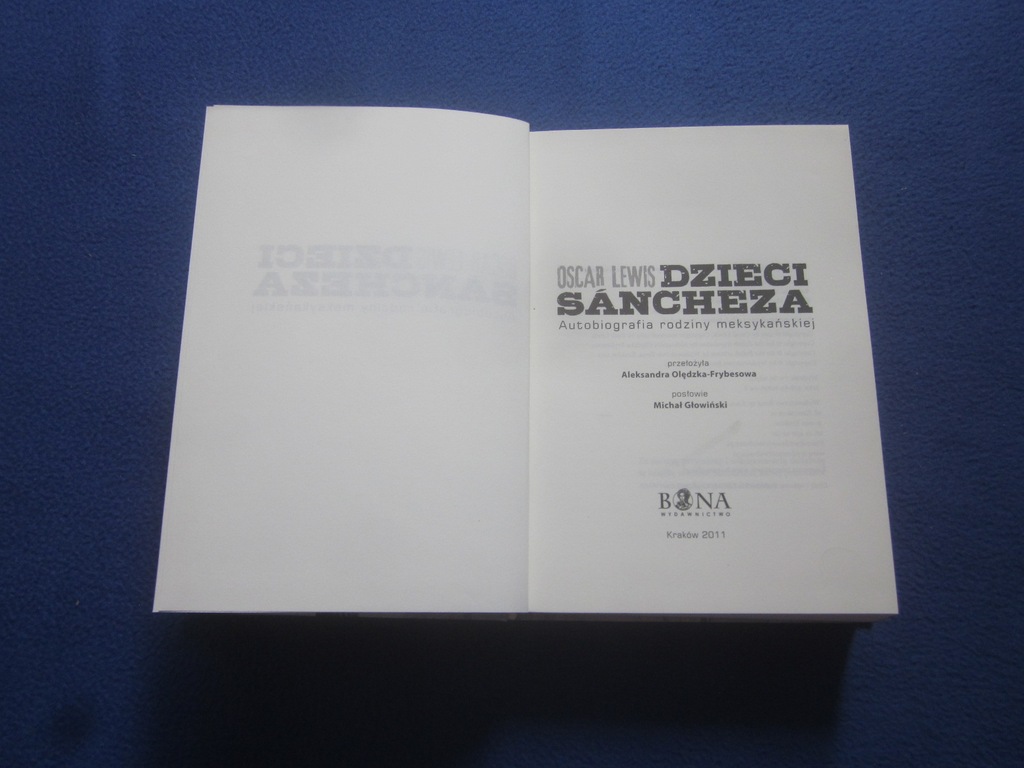 OSCAR LEWIS DZIECI
SÁNCHEZA
Autobiografia rodziny meksykańskiej
przełożyła
Aleksandra Olędzka-Frybesowa
posłowie
Michał Głowiński
BONA
WYDAWNICTWO
Kraków 2011